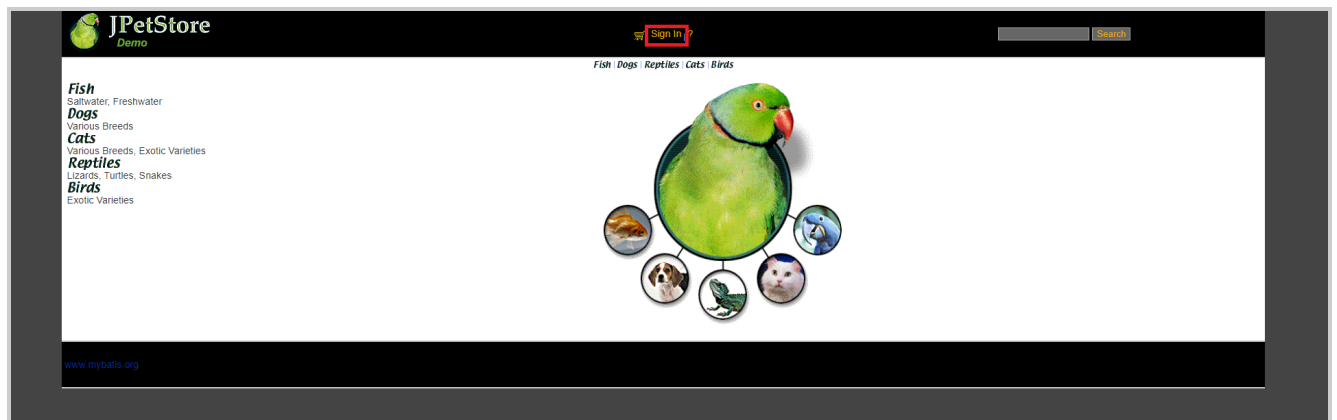 JPetStore
Demo
Sign In ?
Search
Fish | Dogs | Reptiles | Cats | Birds
Fish
Saltwater, Freshwater
Dogs
Various Breeds
Cats
Various Breeds, Exotic Varieties
Reptiles
Lizards, Turtles, Snakes
Birds
Exotic Varieties
www.mybatis.org